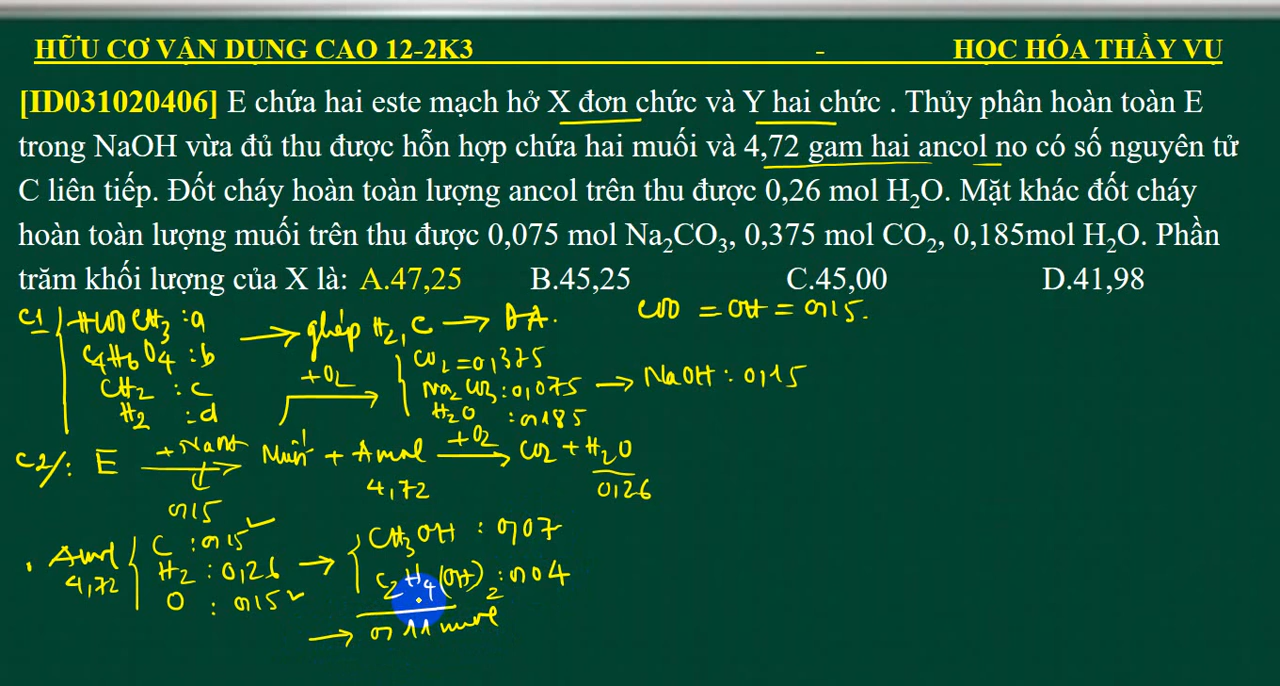 HỮU CƠ VẬN DỤNG CAO 12-2K3 - HỌC HÓA THẦY VỤ
[ID031020406] E chứa hai este mạch hở X đơn chức và Y hai chức . Thủy phân hoàn toàn E
trong NaOH vừa đủ thu được hỗn hợp chứa hai muối và 4,72 gam hai ancol no có số nguyên tử
C liên tiếp. Đốt cháy hoàn toàn lượng ancol trên thu được 0,26 mol H₂O. Mặt khác đốt cháy
hoàn toàn lượng muối trên thu được 0,075 mol Na₂CO₃, 0,375 mol CO₂, 0,185mol H₂O. Phần
trăm khối lượng của X là: A.47,25 B.45,25 C.45,00 D.41,98
C1 HCOOCH₃ : a → ghép H₂, C → ĐA. COO = OH = 0,15.
C₄H₆O₄ : b CO₂ = 0,375
CH₂ : c +O₂ Na₂CO₃ : 0,075 → NaOH : 0,15
H₂ : d H₂O : 0,185
C2/: E +NaOH Muối + Ancol +O₂ CO₂ + H₂O
0,15 4,72 0,26
. Ancol C : 0,15 → CH₃OH : 0,07
4,72 H₂ : 0,26 C₂H₄(OH)₂ : 0,04
O : 0,15
→ 0,11 mol